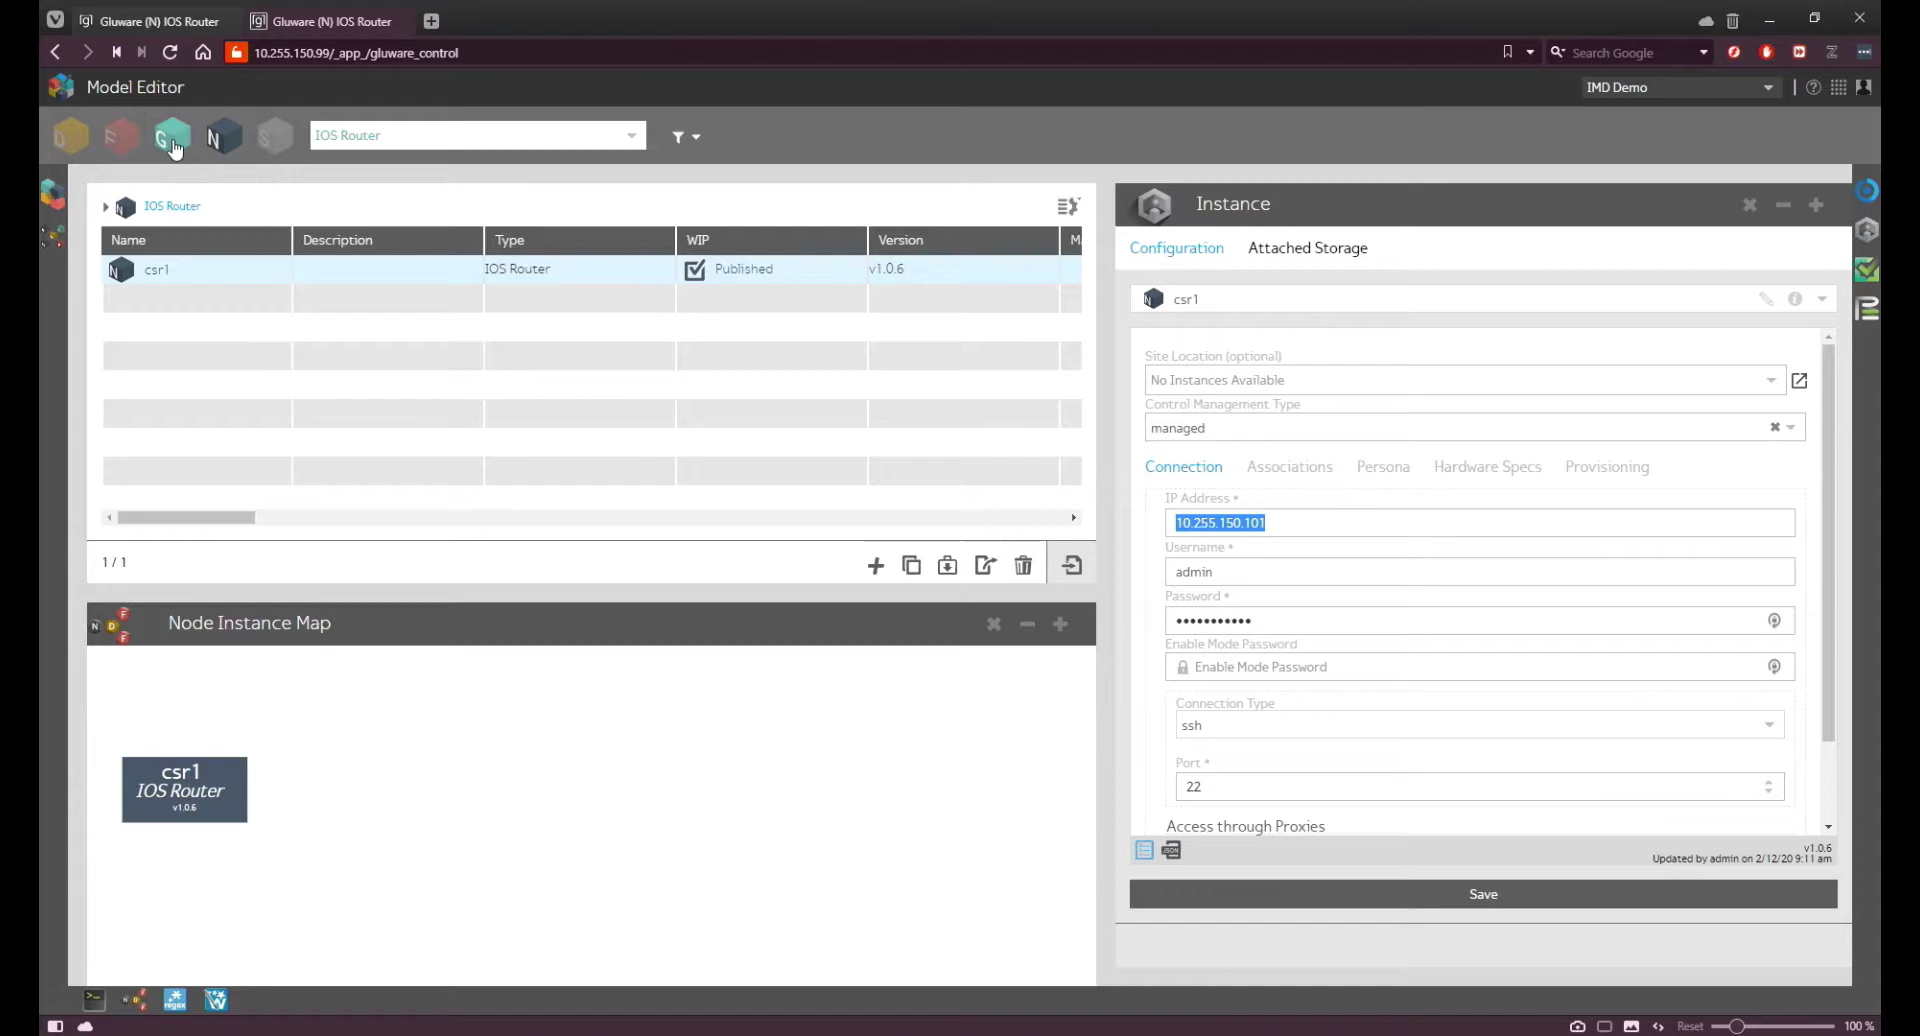 Gluware (N) IOS Router
Gluware (N) IOS Router
10.255.150.99/_app_/gluware_control
Search Google
Model Editor
IMD Demo
D
F
G
N
S
IOS Router
N
IOS Router
Name
Description
Type
WIP
Version
N
csr1
IOS Router
Published
v1.0.6
1 / 1
N
D
F
F
Node Instance Map
csr1
IOS Router
v1.0.6
Instance
Configuration
Attached Storage
N
csr1
Site Location (optional)
No Instances Available
Control Management Type
managed
Connection
Associations
Persona
Hardware Specs
Provisioning
IP Address *
10.255.150.101
Username *
admin
Password *
•••••••••••
Enable Mode Password
Enable Mode Password
Connection Type
ssh
Port *
22
Access through Proxies
JSON
v1.0.6
Updated by admin on 2/12/20 9:11 am
Save
regex
Reset
100 %